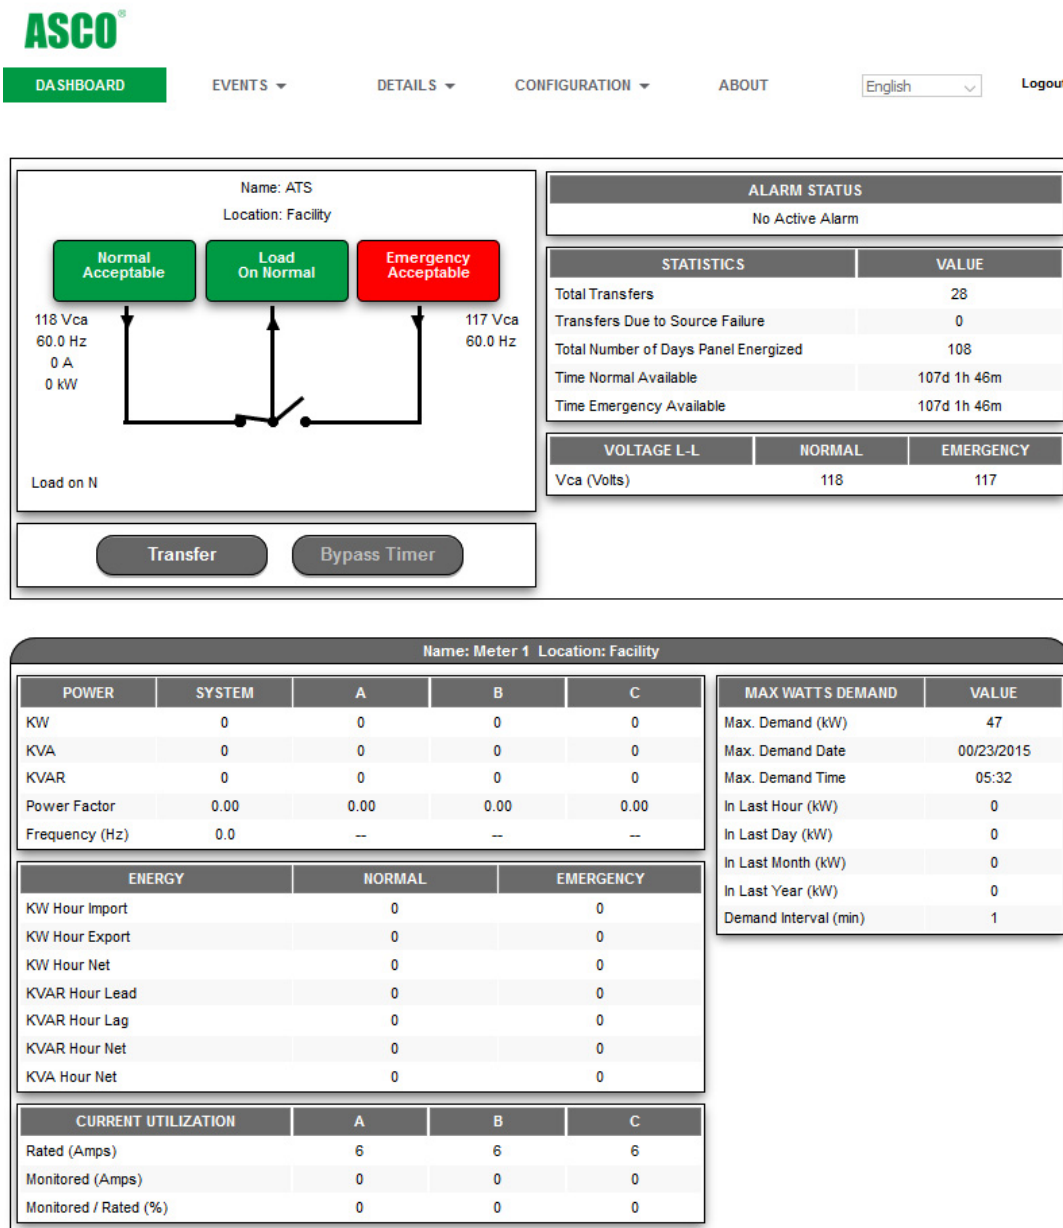 ASCO®
DASHBOARD EVENTS DETAILS CONFIGURATION ABOUT English Logout
Name: ATS
Location: Facility
Normal Acceptable
Load On Normal
Emergency Acceptable
118 Vca
60.0 Hz
0 A
0 kW
117 Vca
60.0 Hz
Load on N
Transfer Bypass Timer
ALARM STATUS
No Active Alarm
STATISTICS VALUE
Total Transfers 28
Transfers Due to Source Failure 0
Total Number of Days Panel Energized 108
Time Normal Available 107d 1h 46m
Time Emergency Available 107d 1h 46m
VOLTAGE L-L NORMAL EMERGENCY
Vca (Volts) 118 117
Name: Meter 1 Location: Facility
POWER SYSTEM A B C
KW 0 0 0 0
KVA 0 0 0 0
KVAR 0 0 0 0
Power Factor 0.00 0.00 0.00 0.00
Frequency (Hz) 0.0 -- -- --
ENERGY NORMAL EMERGENCY
KW Hour Import 0 0
KW Hour Export 0 0
KW Hour Net 0 0
KVAR Hour Lead 0 0
KVAR Hour Lag 0 0
KVAR Hour Net 0 0
KVA Hour Net 0 0
CURRENT UTILIZATION A B C
Rated (Amps) 6 6 6
Monitored (Amps) 0 0 0
Monitored / Rated (%) 0 0 0
MAX WATTS DEMAND VALUE
Max. Demand (kW) 47
Max. Demand Date 00/23/2015
Max. Demand Time 05:32
In Last Hour (kW) 0
In Last Day (kW) 0
In Last Month (kW) 0
In Last Year (kW) 0
Demand Interval (min) 1